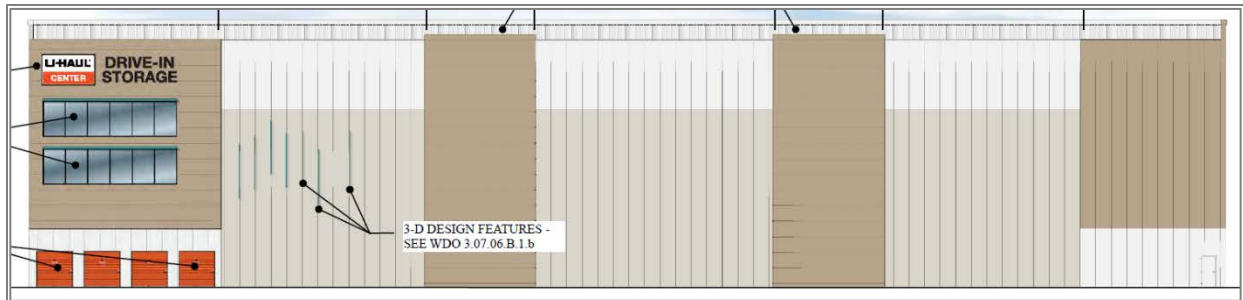 U-HAUL
CENTER
DRIVE-IN
STORAGE
3-D DESIGN FEATURES -
SEE WDO 3.07.06.B.1.b